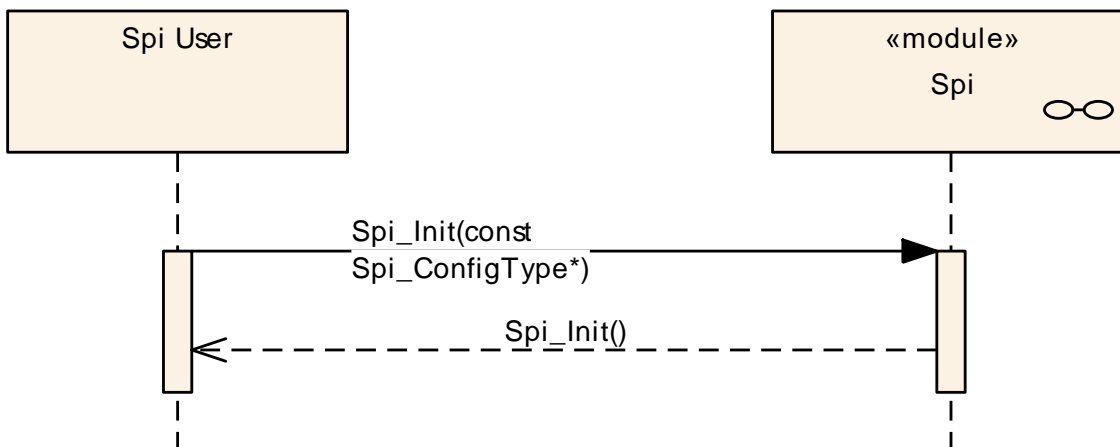 Spi User
«module»
Spi
Spi_Init(const
Spi_ConfigType*)
Spi_Init()